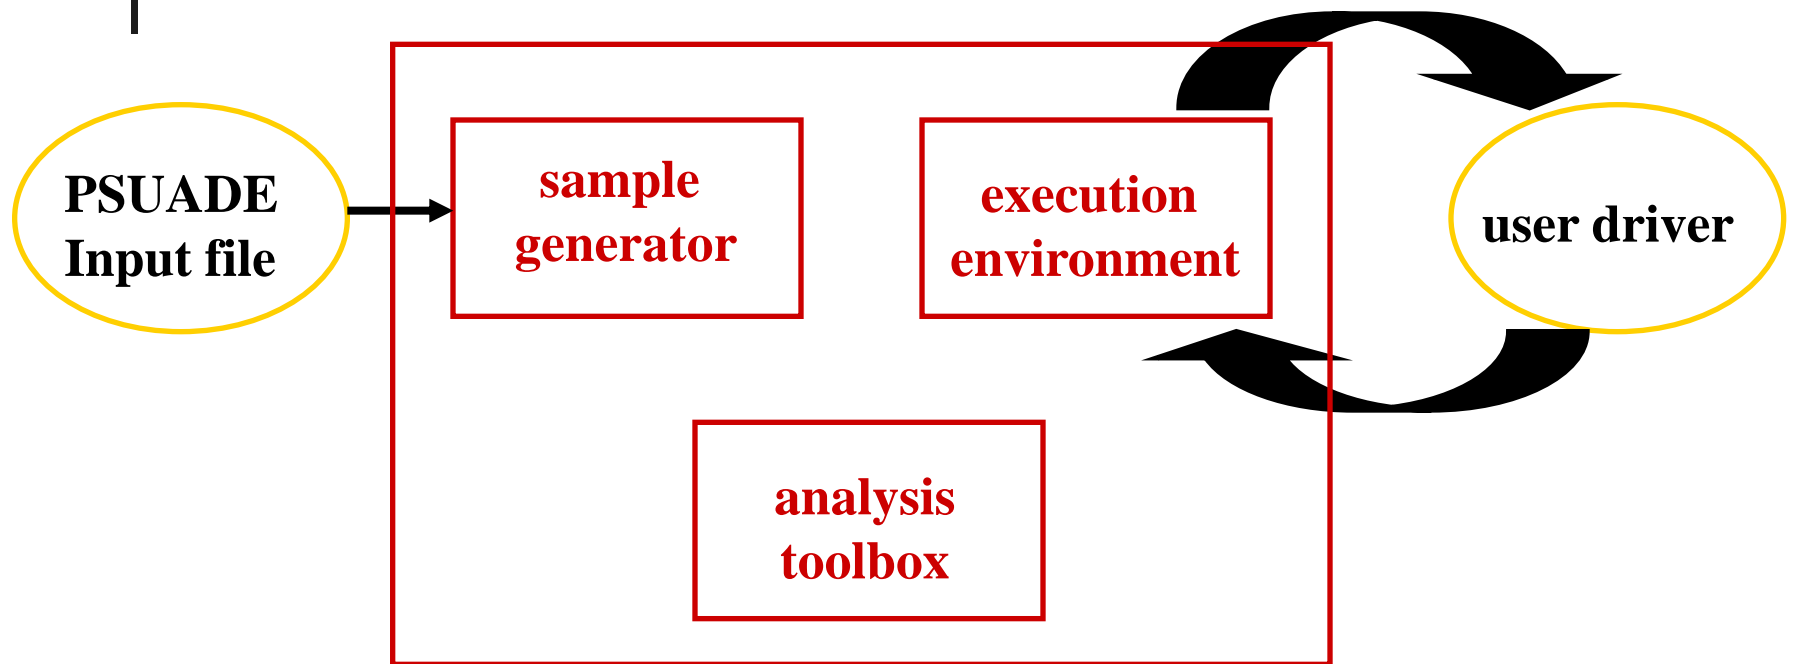 PSUADE
Input file
sample
generator
execution
environment
user driver
analysis
toolbox